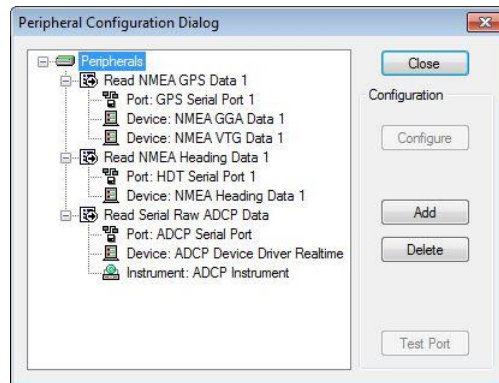 Peripheral Configuration Dialog
Peripherals
Read NMEA GPS Data 1
Port: GPS Serial Port 1
Device: NMEA GGA Data 1
Device: NMEA VTG Data 1
Read NMEA Heading Data 1
Port: HDT Serial Port 1
Device: NMEA Heading Data 1
Read Serial Raw ADCP Data
Port: ADCP Serial Port
Device: ADCP Device Driver Realtime
Instrument: ADCP Instrument
Close
Configuration
Configure
Add
Delete
Test Port